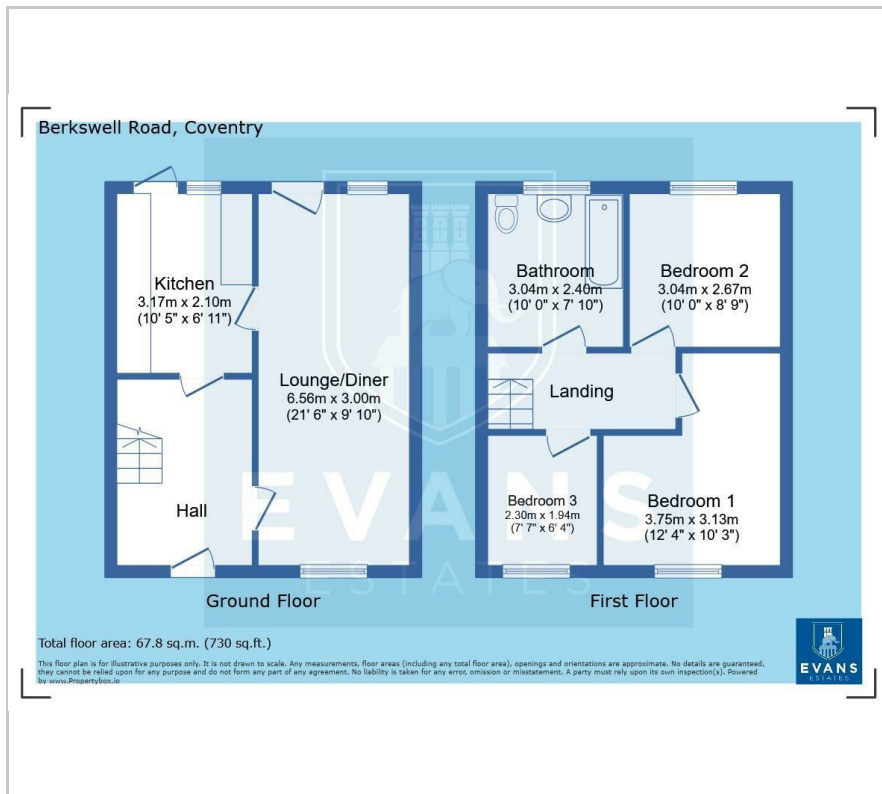 Berkswell Road, Coventry
Kitchen
3.17m x 2.10m
(10' 5" x 6' 11")
Lounge/Diner
6.56m x 3.00m
(21' 6" x 9' 10")
Hall
Ground Floor
Bathroom
3.04m x 2.40m
(10' 0" x 7' 10")
Bedroom 2
3.04m x 2.67m
(10' 0" x 8' 9")
Landing
Bedroom 3
2.30m x 1.94m
(7' 7" x 6' 4")
Bedroom 1
3.75m x 3.13m
(12' 4" x 10' 3")
First Floor
EVANS
ESTATES
Total floor area: 67.8 sq.m. (730 sq.ft.)
This floor plan is for illustrative purposes only. It is not drawn to scale. Any measurements, floor areas (including any total floor area), openings and orientations are approximate. No details are guaranteed,
they cannot be relied upon for any purpose and do not form any part of any agreement. No liability is taken for any error, omission or misstatement. A party must rely upon its own inspection(s). Powered
by www.Propertybox.io
EVANS
ESTATES